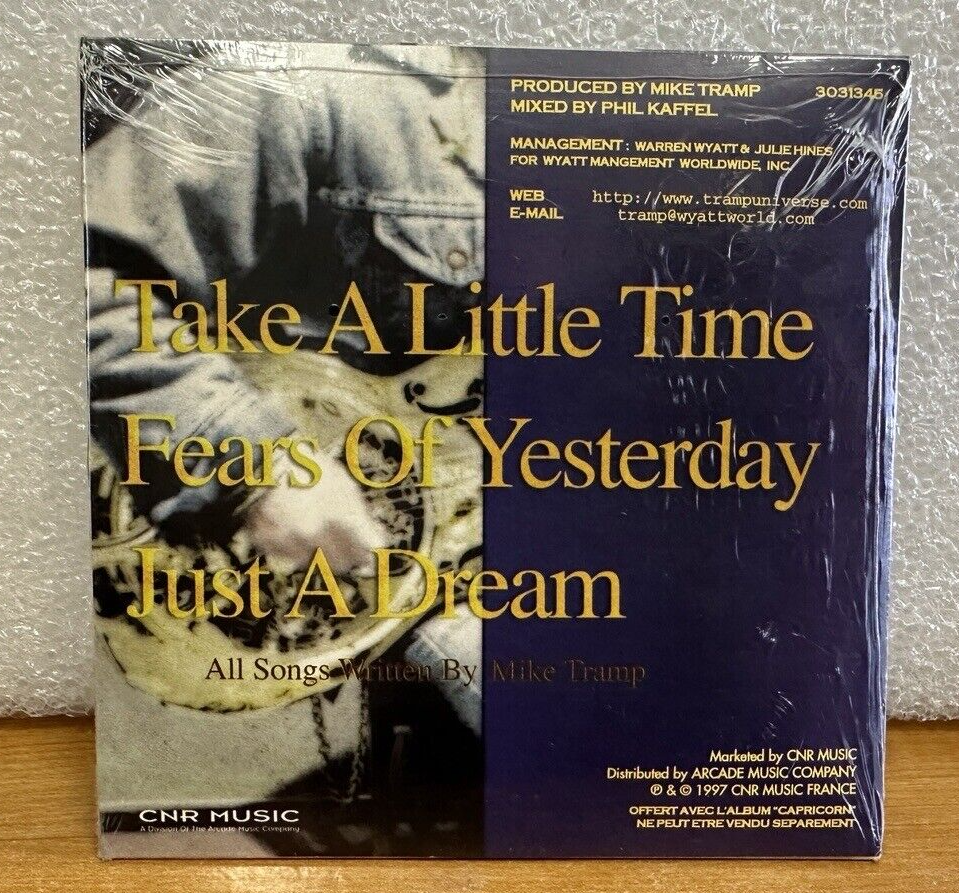 PRODUCED BY MIKE TRAMP 3031345
MIXED BY PHIL KAFFEL
MANAGEMENT : WARREN WYATT & JULIE HINES
FOR WYATT MANGEMENT WORLDWIDE, INC
WEB http://www.trampuniverse.com
E-MAIL tramp@wyattworld.com
Take A Little Time
Fears Of Yesterday
Just A Dream
All Songs Written By Mike Tramp
Marketed by CNR MUSIC
Distributed by ARCADE MUSIC COMPANY
℗ & © 1997 CNR MUSIC FRANCE
OFFERT AVEC L'ALBUM "CAPRICORN"
NE PEUT ETRE VENDU SEPAREMENT
CNR MUSIC
A Division Of The Arcade Music Company